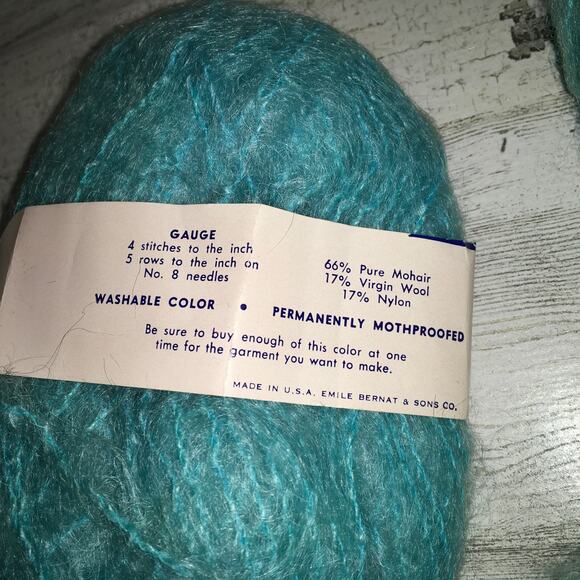 GAUGE
4 stitches to the inch
5 rows to the inch on
No. 8 needles
66% Pure Mohair
17% Virgin Wool
17% Nylon
WASHABLE COLOR • PERMANENTLY MOTHPROOFED
Be sure to buy enough of this color at one
time for the garment you want to make.
MADE IN U.S.A. EMILE BERNAT & SONS CO.